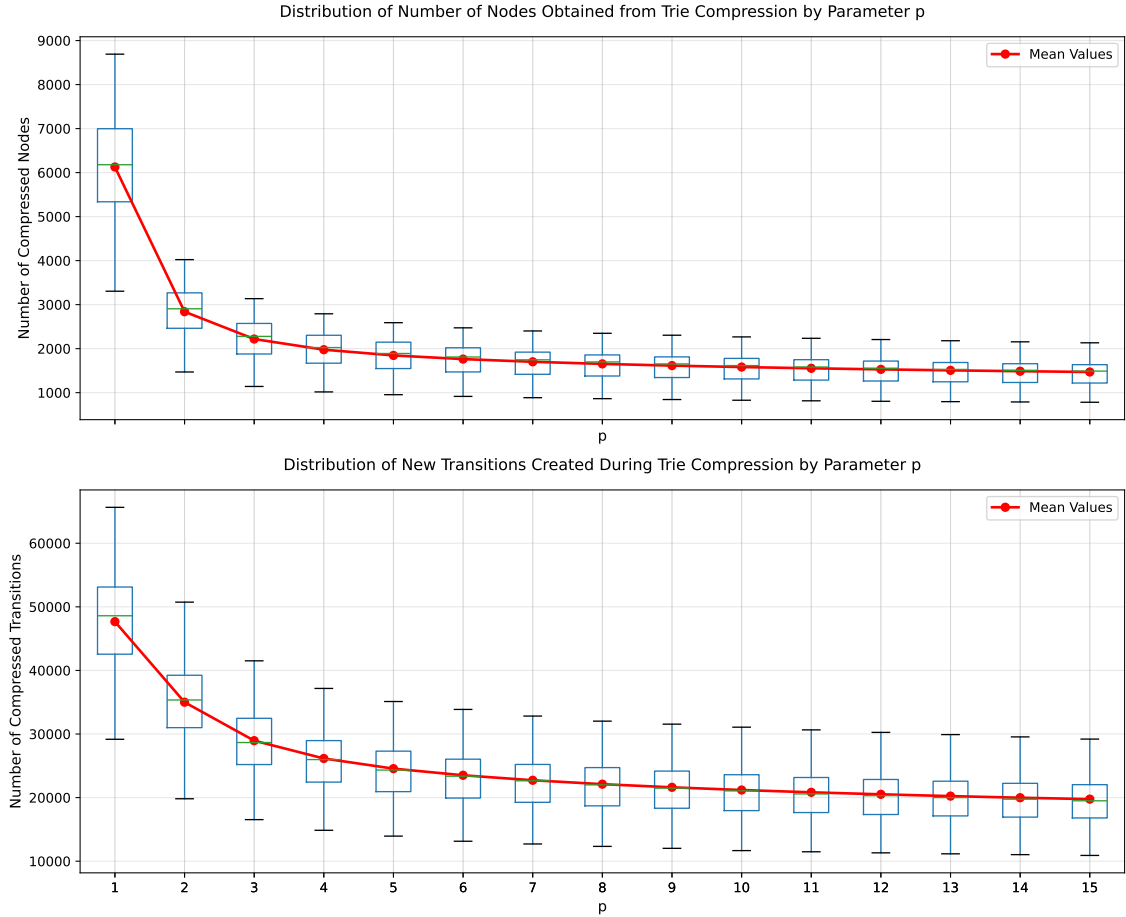 Distribution of Number of Nodes Obtained from Trie Compression by Parameter p
9000
8000
7000
6000
5000
4000
3000
2000
1000
Number of Compressed Nodes
Mean Values
p
Distribution of New Transitions Created During Trie Compression by Parameter p
60000
50000
40000
30000
20000
10000
Number of Compressed Transitions
Mean Values
1 2 3 4 5 6 7 8 9 10 11 12 13 14 15
p